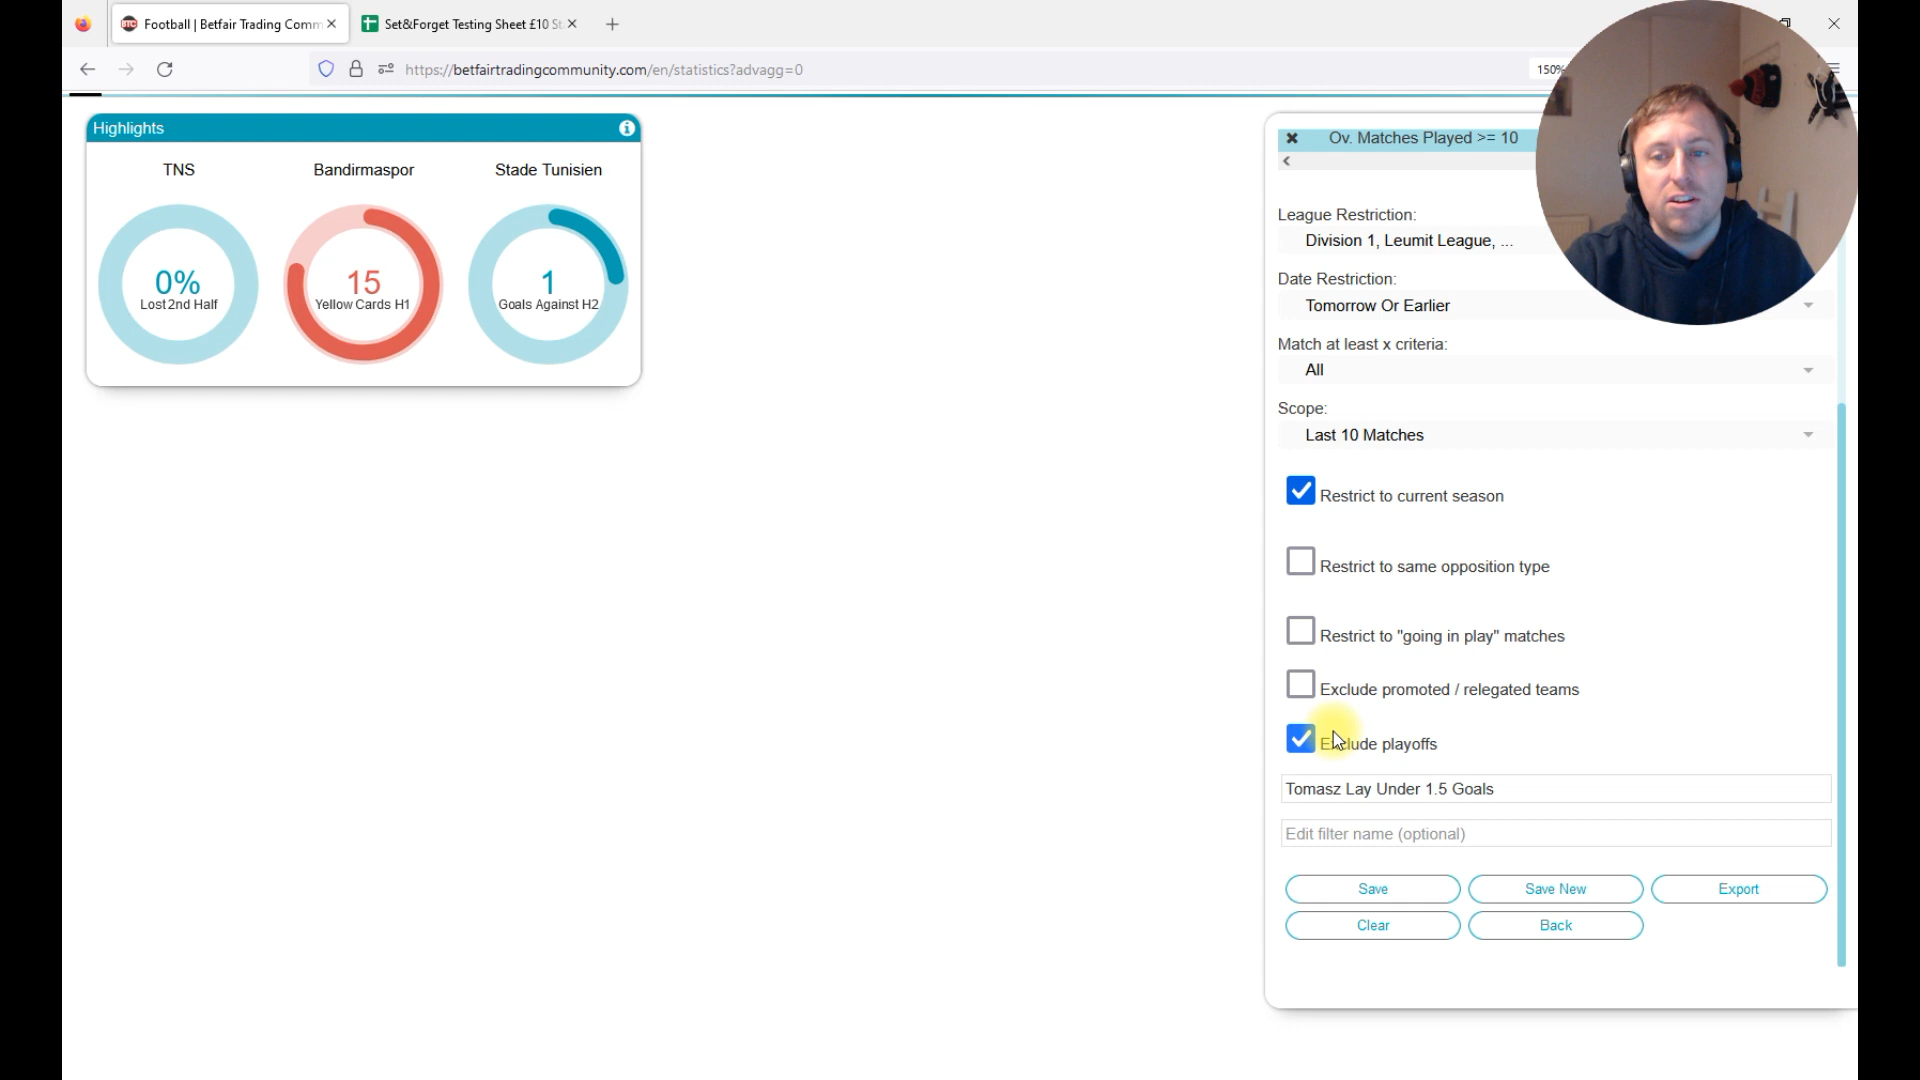 Football | Betfair Trading Comm
Set&Forget Testing Sheet £10 St
https://betfairtradingcommunity.com/en/statistics?advagg=0
150%
Highlights
TNS
Bandirmaspor
Stade Tunisien
0%
Lost 2nd Half
15
Yellow Cards H1
1
Goals Against H2
Ov. Matches Played >= 10
League Restriction:
Division 1, Leumit League, ...
Date Restriction:
Tomorrow Or Earlier
Match at least x criteria:
All
Scope:
Last 10 Matches
Restrict to current season
Restrict to same opposition type
Restrict to "going in play" matches
Exclude promoted / relegated teams
Exclude playoffs
Tomasz Lay Under 1.5 Goals
Edit filter name (optional)
Save
Save New
Export
Clear
Back